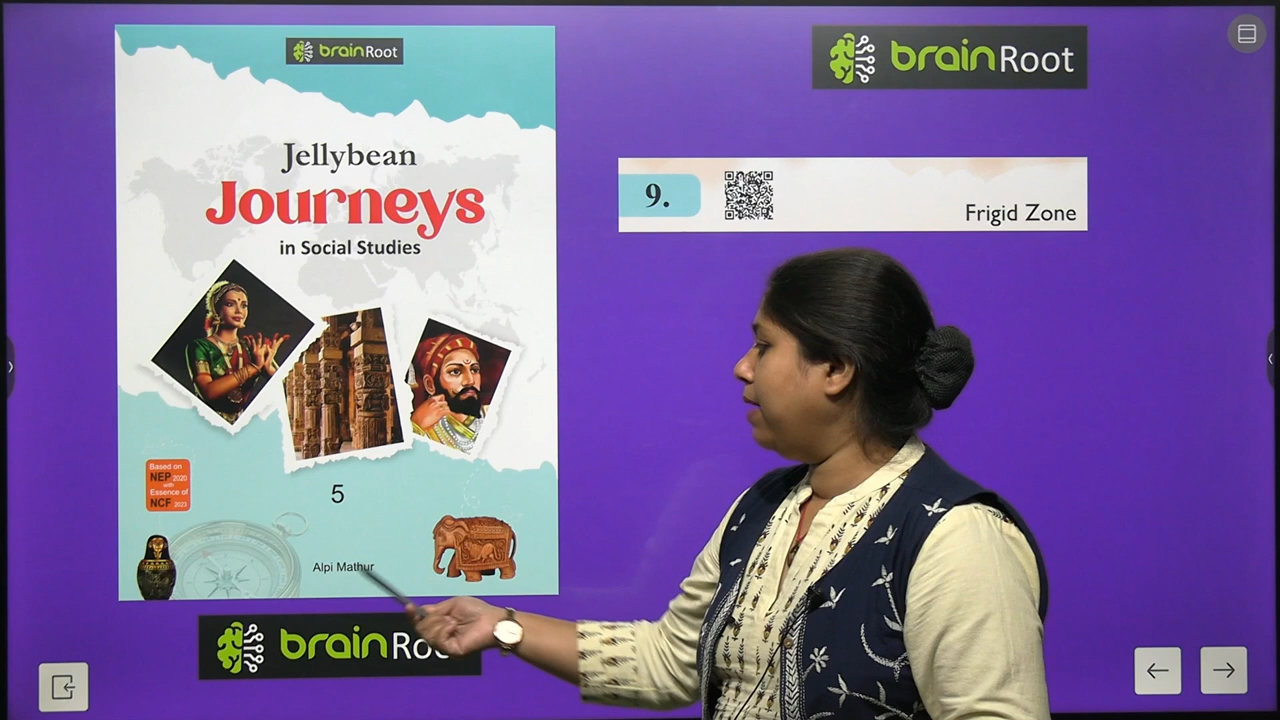 brainRoot
Jellybean
Journeys
in Social Studies
Based on
NEP 2020
with
Essence of
NCF 2023
5
Alpi Mathur
brainRoot
9.
Frigid Zone
brainRo